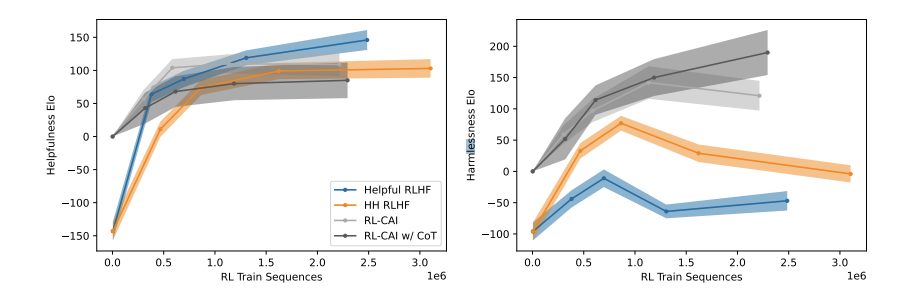 150
100
50
0
−50
−100
−150
Helpfulness Elo
0.0
0.5
1.0
1.5
2.0
2.5
3.0
1e6
RL Train Sequences
Helpful RLHF
HH RLHF
RL-CAI
RL-CAI w/ CoT
200
150
100
50
0
−50
−100
Harmlessness Elo
0.0
0.5
1.0
1.5
2.0
2.5
3.0
1e6
RL Train Sequences